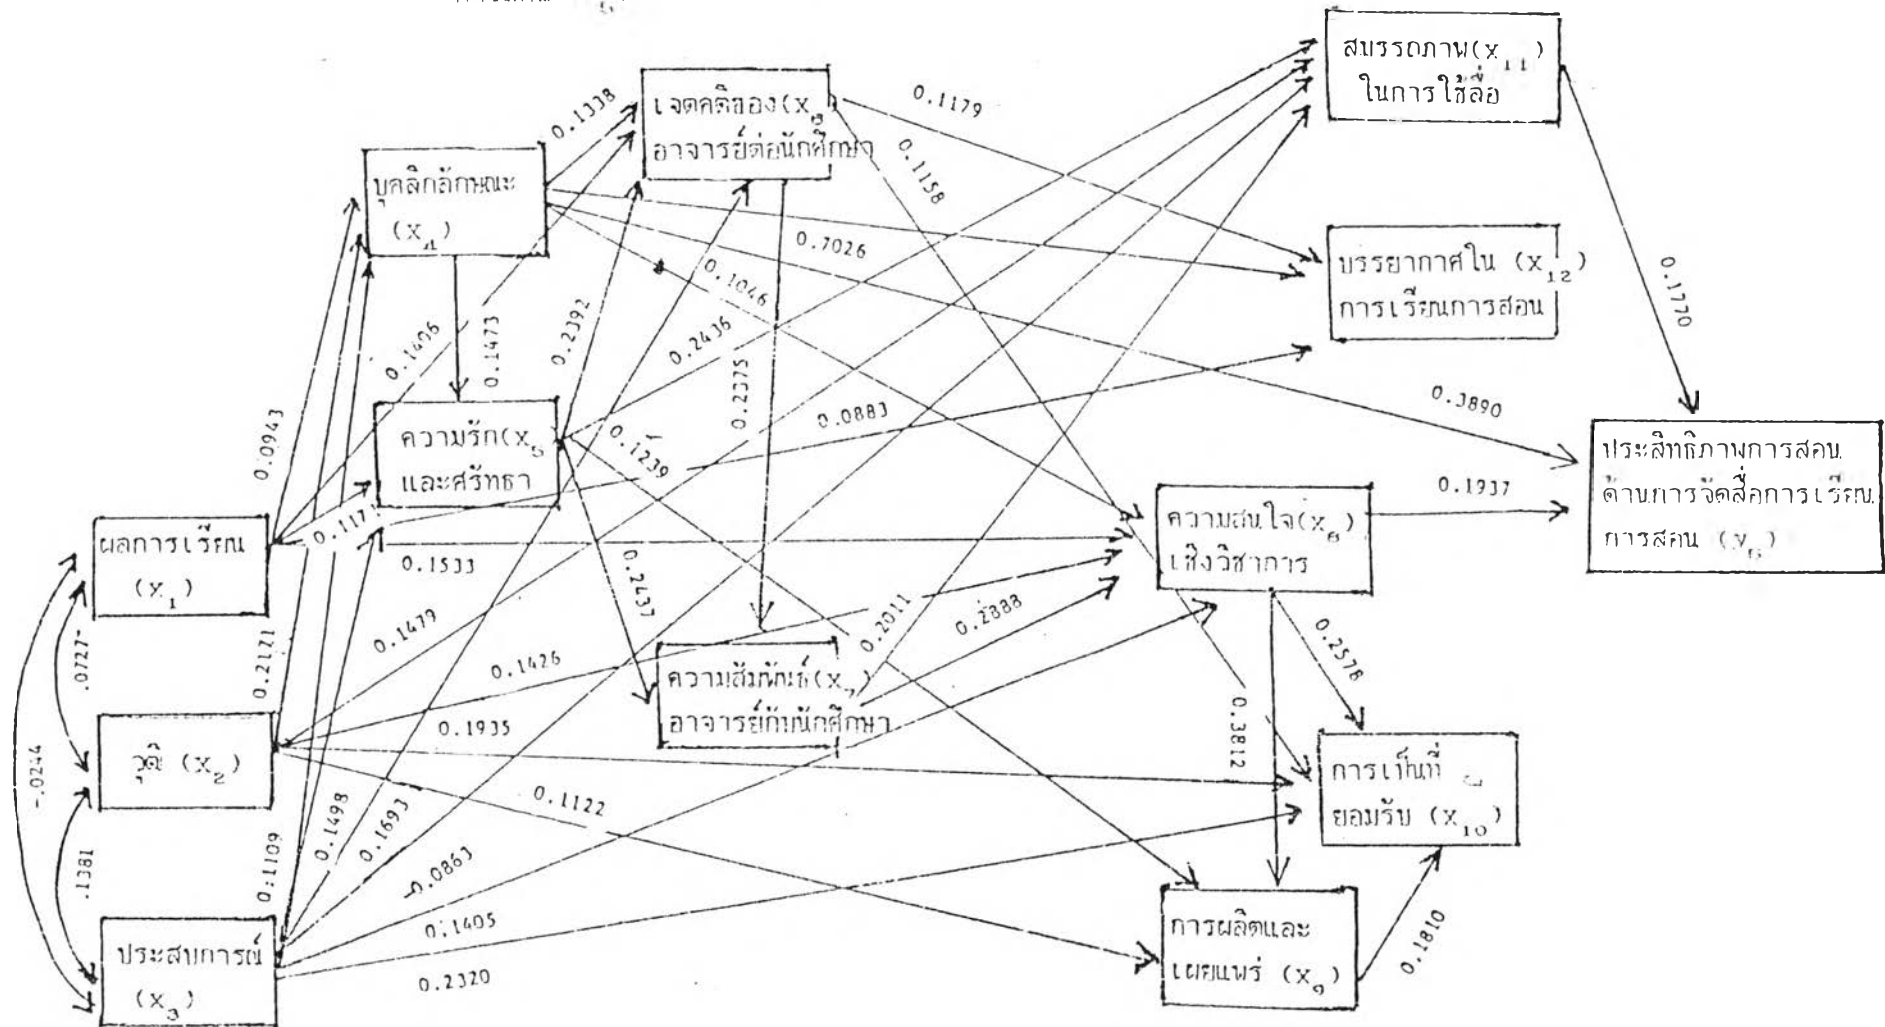 สมรรถภาพ(x₁₁)
ในการใช้สื่อ
เจตคติของ(x₆
อาจารย์ต่อนักศึกษา
0.1338
0.1179
0.1158
บุคลิกลักษณะ
(x₄)
0.7026
0.1046
บรรยากาศใน (x₁₂)
การเรียนการสอน
0.1770
0.1406
0.1473
0.2392
0.2436
0.2375
0.0943
ความรัก(x₅
และศรัทธา
0.1239
0.0883
0.3890
ประสิทธิภาพการสอน
ด้านการจัดสื่อการเรียน
การสอน (y₆)
0.1171
0.1937
ผลการเรียน
(x₁)
0.1533
0.2437
ความสนใจ(x₈)
เชิงวิชาการ
.0727
0.2121
0.1479
0.1426
0.2011
0.2888
0.2578
ความสัมพันธ์(x₇)
อาจารย์กับนักศึกษา
0.1935
0.3812
วุฒิ (x₂)
-.0244
การเป็นที่
ยอมรับ (x₁₀)
0.1122
.1381
0.1109
0.1498
0.1693
-0.0863
0.1405
0.2320
ประสบการณ์
(x₃)
การผลิตและ
เผยแพร่ (x₉)
0.1810